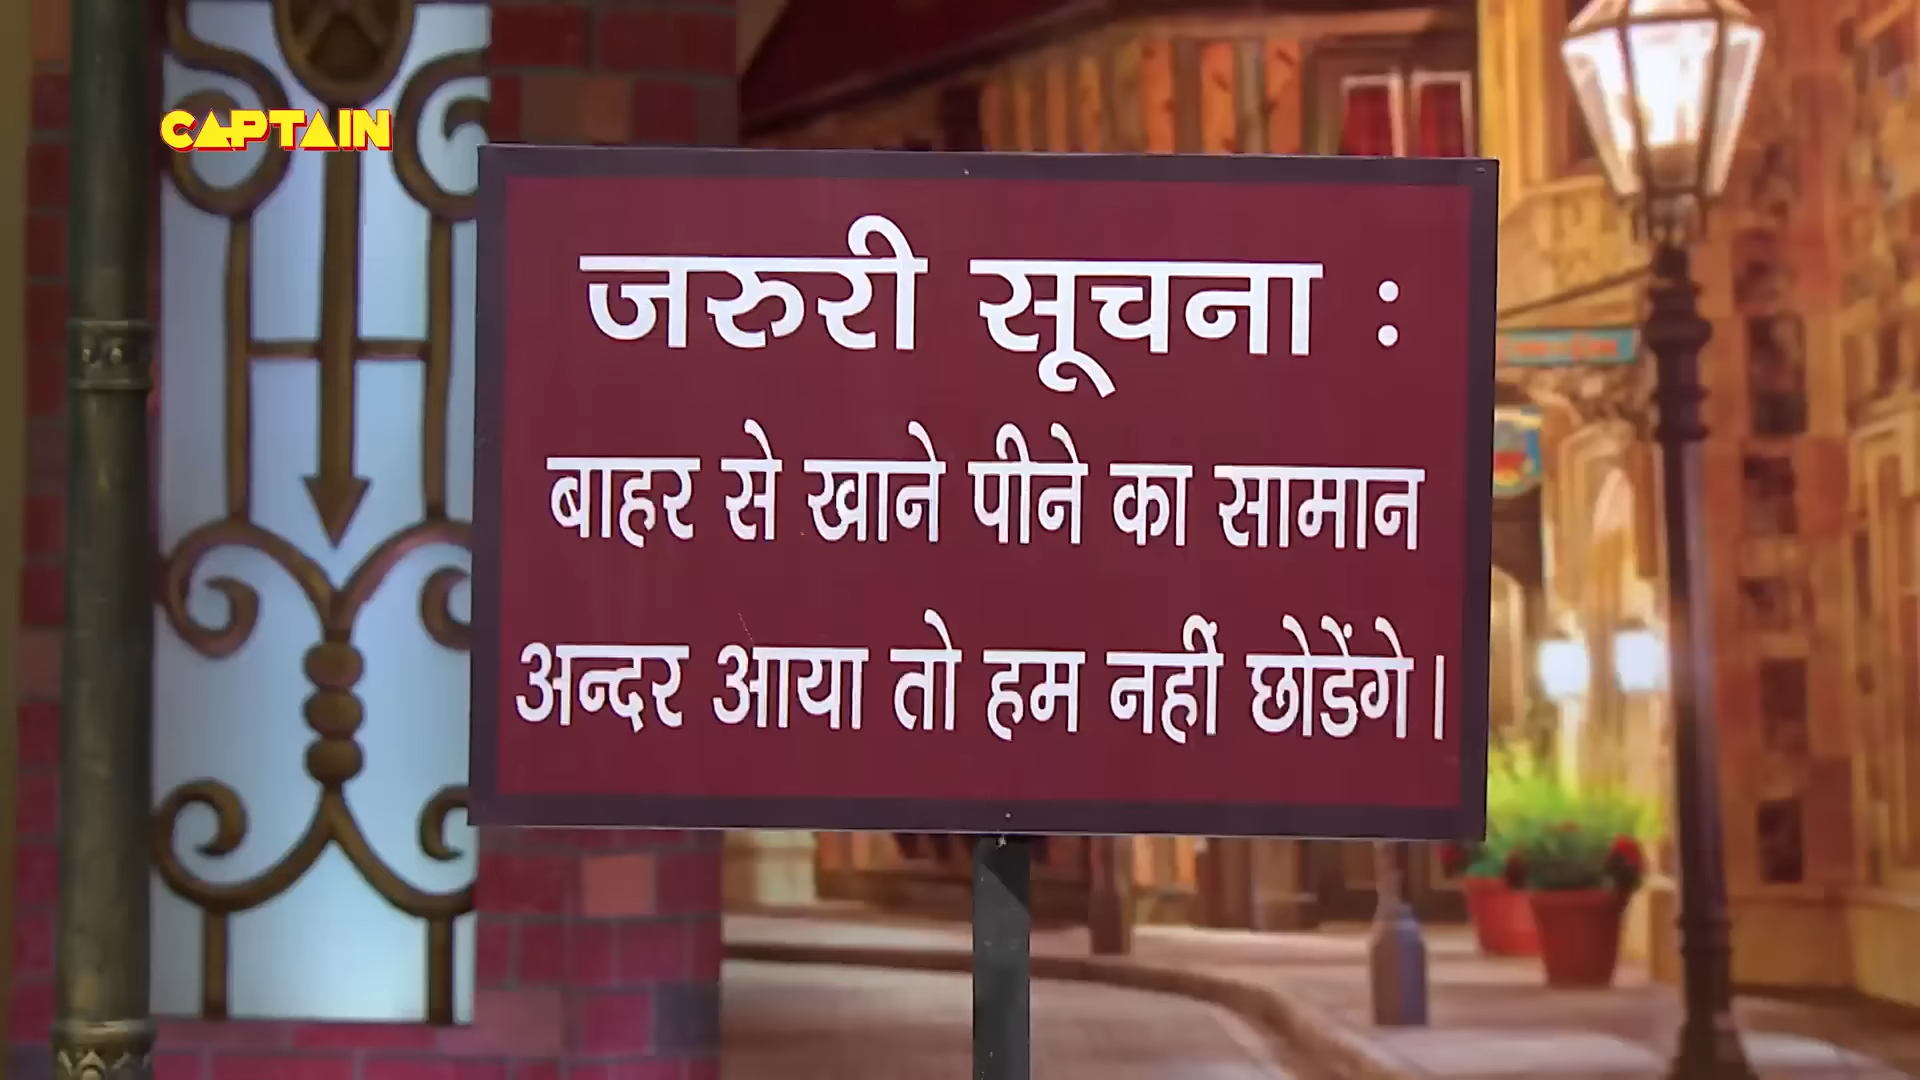 CAPTAIN
जरुरी सूचना :
बाहर से खाने पीने का सामान
अन्दर आया तो हम नहीं छोडेंगे।